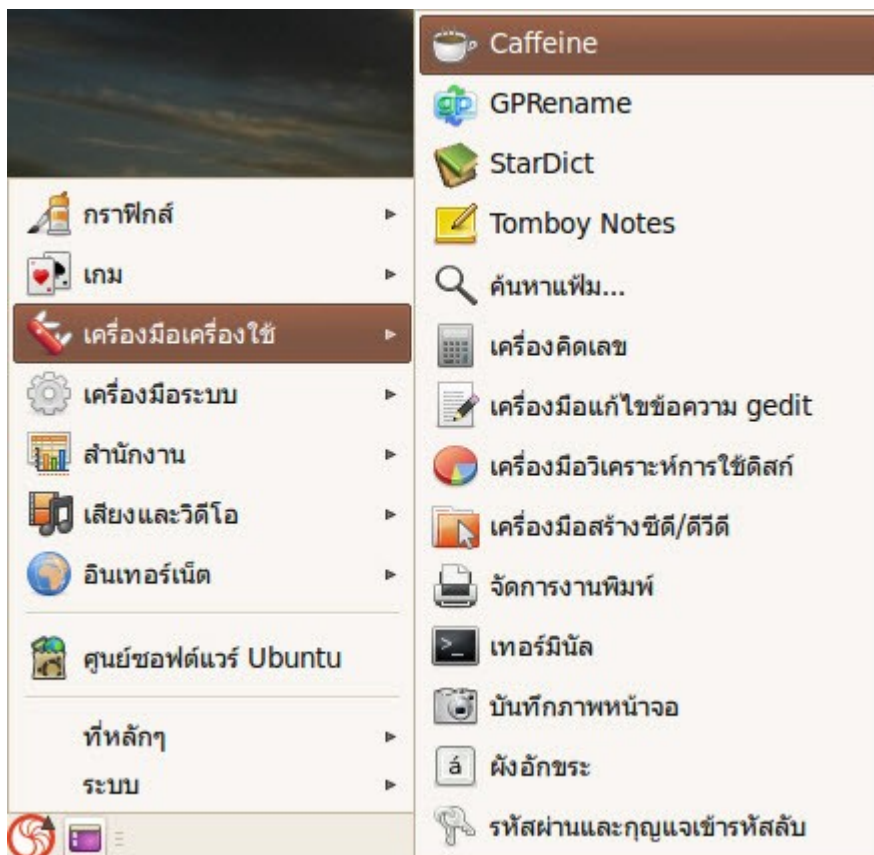 กราฟิกส์
เกม
เครื่องมือเครื่องใช้
เครื่องมือระบบ
สำนักงาน
เสียงและวิดีโอ
อินเทอร์เน็ต
ศูนย์ซอฟต์แวร์ Ubuntu
ที่หลักๆ
ระบบ
Caffeine
GPRename
StarDict
Tomboy Notes
ค้นหาแฟ้ม...
เครื่องคิดเลข
เครื่องมือแก้ไขข้อความ gedit
เครื่องมือวิเคราะห์การใช้ดิสก์
เครื่องมือสร้างซีดี/ดีวีดี
จัดการงานพิมพ์
เทอร์มินัล
บันทึกภาพหน้าจอ
ผังอักขระ
รหัสผ่านและกุญแจเข้ารหัสลับ